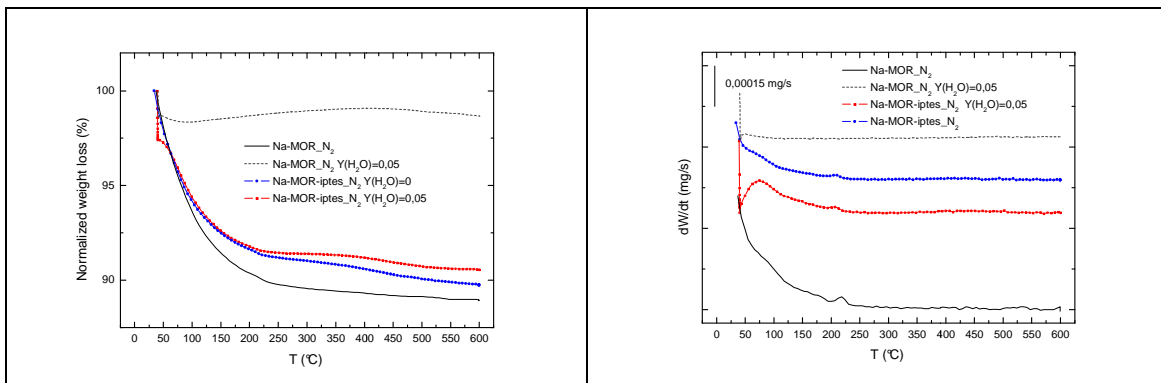 100
95
90
0 50 100 150 200 250 300 350 400 450 500 550 600
Normalized weight loss (%)
T (°C)
Na-MOR_N2
Na-MOR_N2 Y(H2O)=0,05
Na-MOR-iptes_N2 Y(H2O)=0
Na-MOR-iptes_N2 Y(H2O)=0,05
0,00015 mg/s
Na-MOR_N2
Na-MOR_N2 Y(H2O)=0,05
Na-MOR-iptes_N2 Y(H2O)=0,05
Na-MOR-iptes_N2
dW/dt (mg/s)
0 50 100 150 200 250 300 350 400 450 500 550 600
T (°C)